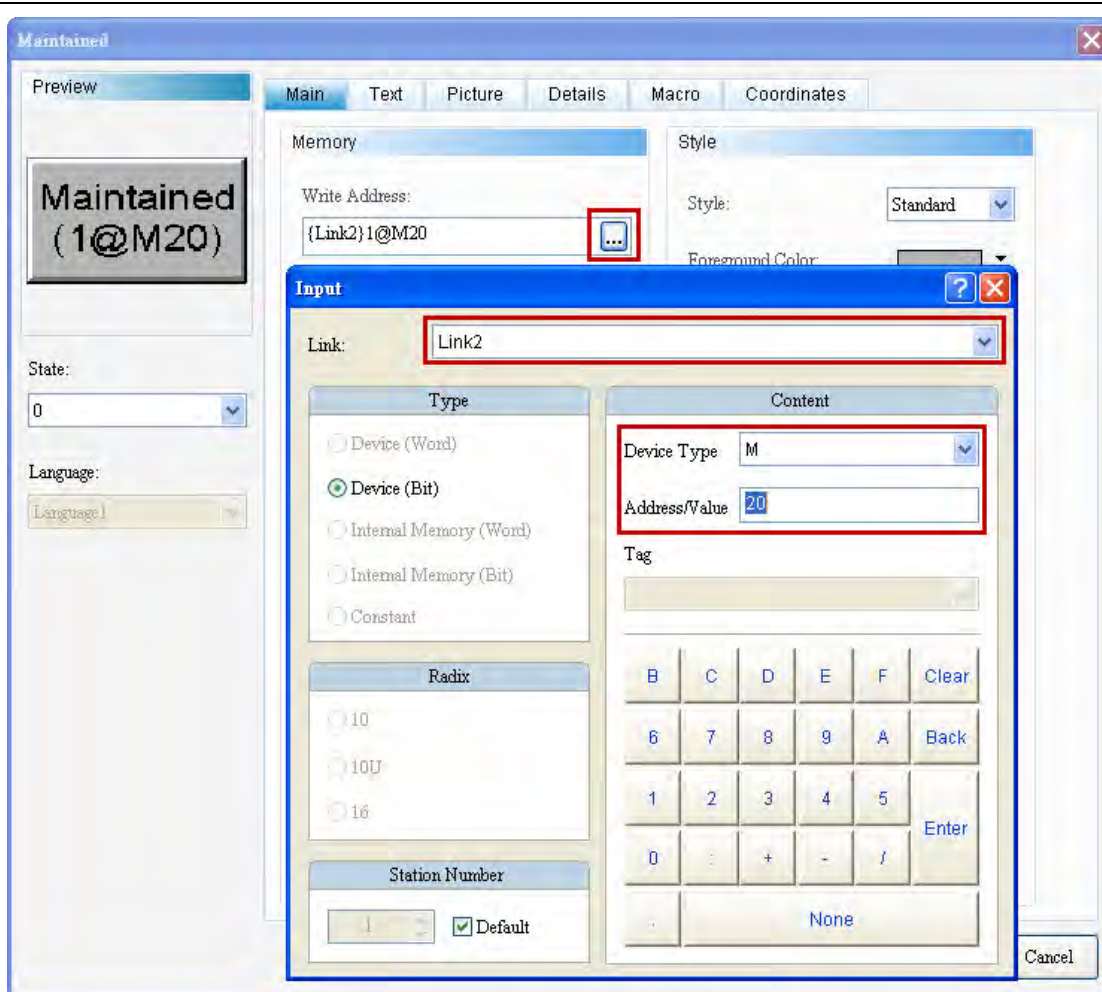 Maintained
Preview
Main Text Picture Details Macro Coordinates
Memory
Style
Maintained
(1@M20)
Write Address:
{Link2}1@M20
...
Style:
Standard
Foreground Color:
Input
?
Link:
Link2
State:
0
Language:
Language1
Type
Device (Word)
Device (Bit)
Internal Memory (Word)
Internal Memory (Bit)
Constant
Content
Device Type M
Address/Value 20
Tag
Radix
10
10U
16
Station Number
1 Default
B C D E F Clear
6 7 8 9 A Back
1 2 3 4 5
Enter
0 : + - /
. None
Cancel